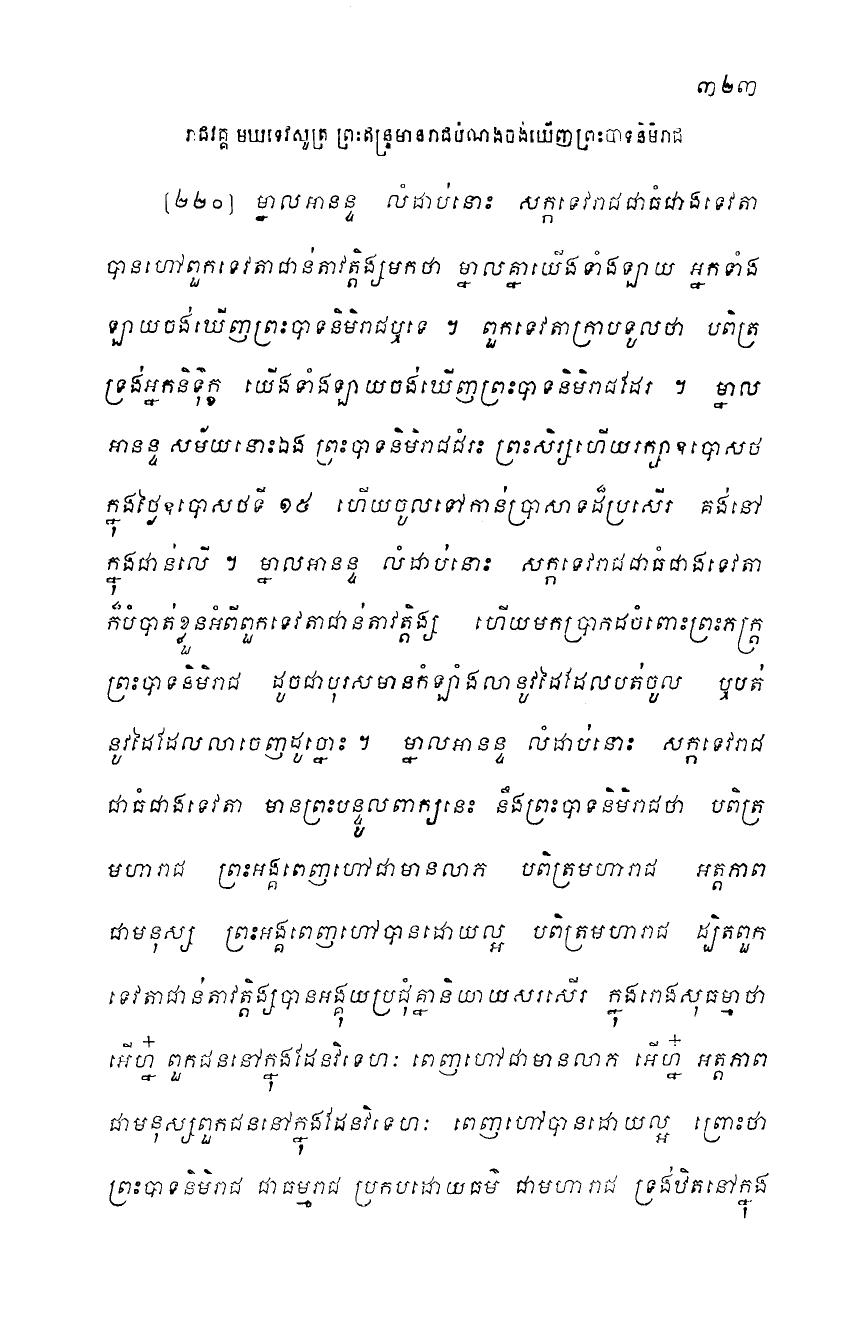 ៣២៣
រាជវគ្គ មឃទេវសូត្រ ព្រះឥន្ទ្រមានរាជបំណងចង់ឃើញព្រះបាទនិមិរាជ
[២២០] ម្នាលអានន្ទ លំដាប់នោះ សក្កទេវរាជជាធំជាងទេវតា
បានហៅពួកទេវតាជាន់តាវត្តិង្សមកថា ម្នាលគ្នាយើងទាំងឡាយ អ្នកទាំង
ឡាយចង់ឃើញព្រះបាទនិមិរាជឬទេ ។ ពួកទេវតាក្រាបទូលថា បពិត្រ
ទ្រង់អ្នកនិទ៌ុក្ខ យើងទាំងឡាយចង់ឃើញព្រះបាទនិមិរាជដែរ ។ ម្នាល
អានន្ទ សម័យនោះឯង ព្រះបាទនិមិរាជជំរះ ព្រះសិរ្សហើយរក្សាឧបោសថ
ក្នុងថ្ងៃឧបោសថទី ១៥ ហើយចូលទៅកាន់ប្រាសាទដ៏ប្រសើរ គង់នៅ
ក្នុងជាន់លើ ។ ម្នាលអានន្ទ លំដាប់នោះ សក្កទេវរាជជាធំជាងទេវតា
ក៏បំបាត់ខ្លួនអំពីពួកទេវតាជាន់តាវត្តិង្ស ហើយមកប្រាកដចំពោះព្រះភក្ត្រ
ព្រះបាទនិមិរាជ ដូចជាបុរសមានកំឡាំងលានូវដៃដែលបត់ចូល ឬបត់
នូវដៃដែលលាចេញដូច្នោះ ។ ម្នាលអានន្ទ លំដាប់នោះ សក្កទេវរាជ
ជាធំជាងទេវតា មានព្រះបន្ទូលពាក្យនេះ នឹងព្រះបាទនិមិរាជថា បពិត្រ
មហារាជ ព្រះអង្គពេញហៅជាមានលាភ បពិត្រមហារាជ អត្តភាព
ជាមនុស្ស ព្រះអង្គពេញហៅបានដោយល្អ បពិត្រមហារាជ ដ្បិតពួក
ទេវតាជាន់តាវត្តិង្សបានអង្គុយប្រជុំគ្នានិយាយសរសើរ ក្នុងរោងសុធម្មាថា
អើហ្ន៎ ពួកជននៅក្នុងដែនវិទេហៈ ពេញហៅជាមានលាភ អើហ្ន៎ អត្តភាព
ជាមនុស្សពួកជននៅក្នុងដែនវិទេហៈ ពេញហៅបានដោយល្អ ព្រោះថា
ព្រះបាទនិមិរាជ ជាធម្មរាជ ប្រកបដោយធម៌ ជាមហារាជ ទ្រង់ឋិតនៅក្នុង